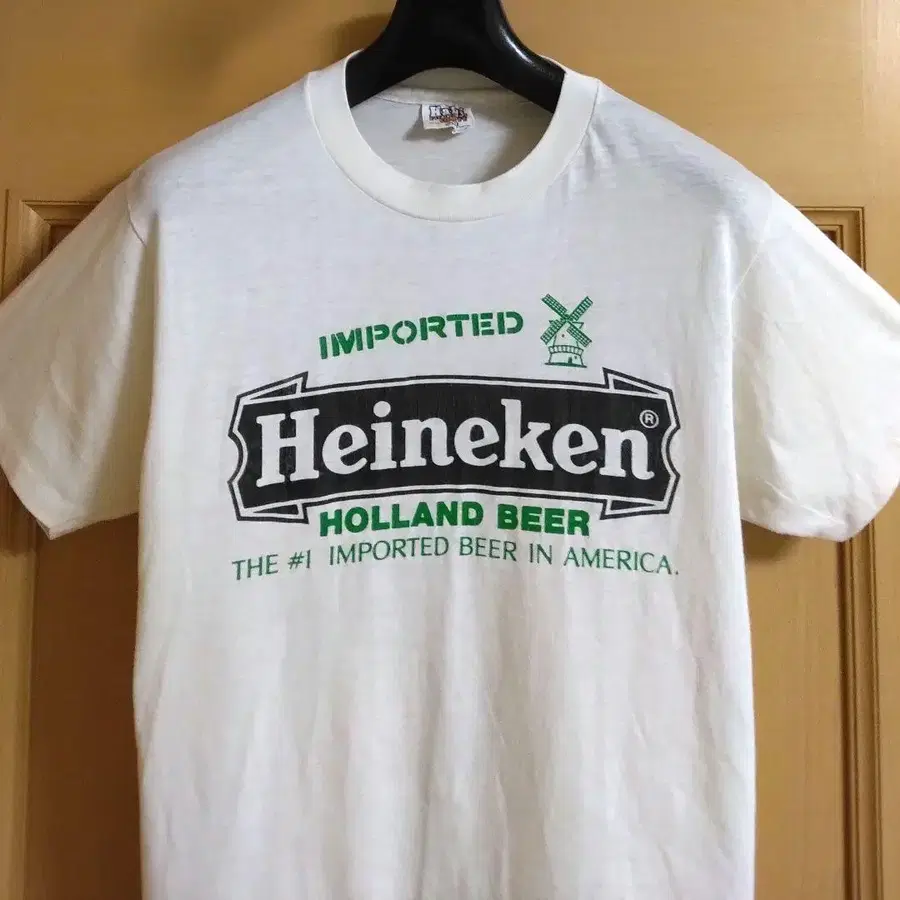 IMPORTED
Heineken®
HOLLAND BEER
THE #1 IMPORTED BEER IN AMERICA.